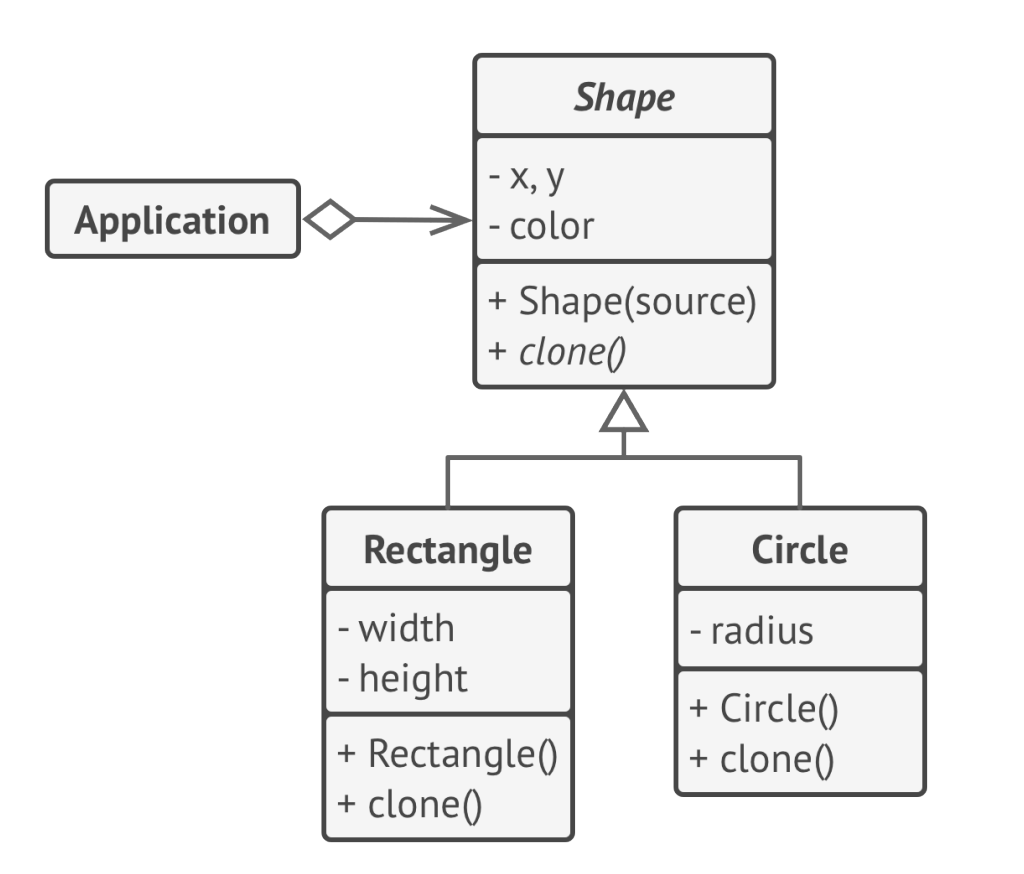 Shape
- x, y
- color
+ Shape(source)
+ clone()
Application
Rectangle
- width
- height
+ Rectangle()
+ clone()
Circle
- radius
+ Circle()
+ clone()